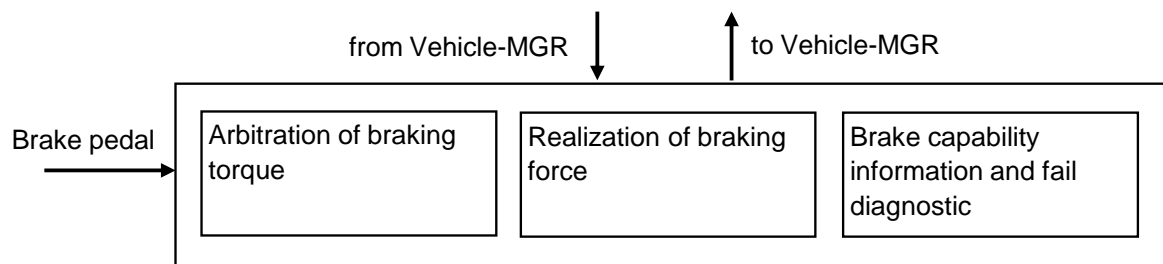 from Vehicle-MGR
to Vehicle-MGR
Brake pedal
Arbitration of braking
torque
Realization of braking
force
Brake capability
information and fail
diagnostic